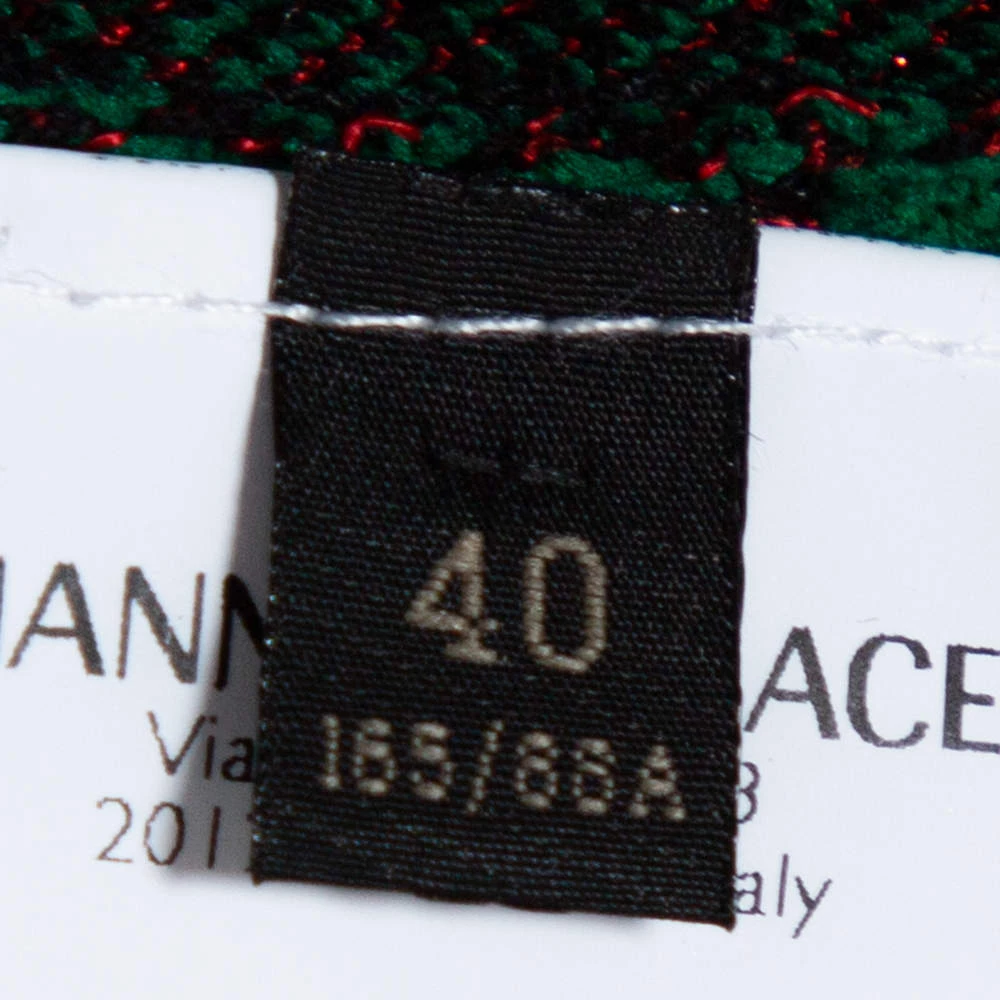 40
165/88A
IANN ACE
Via 3
201 aly